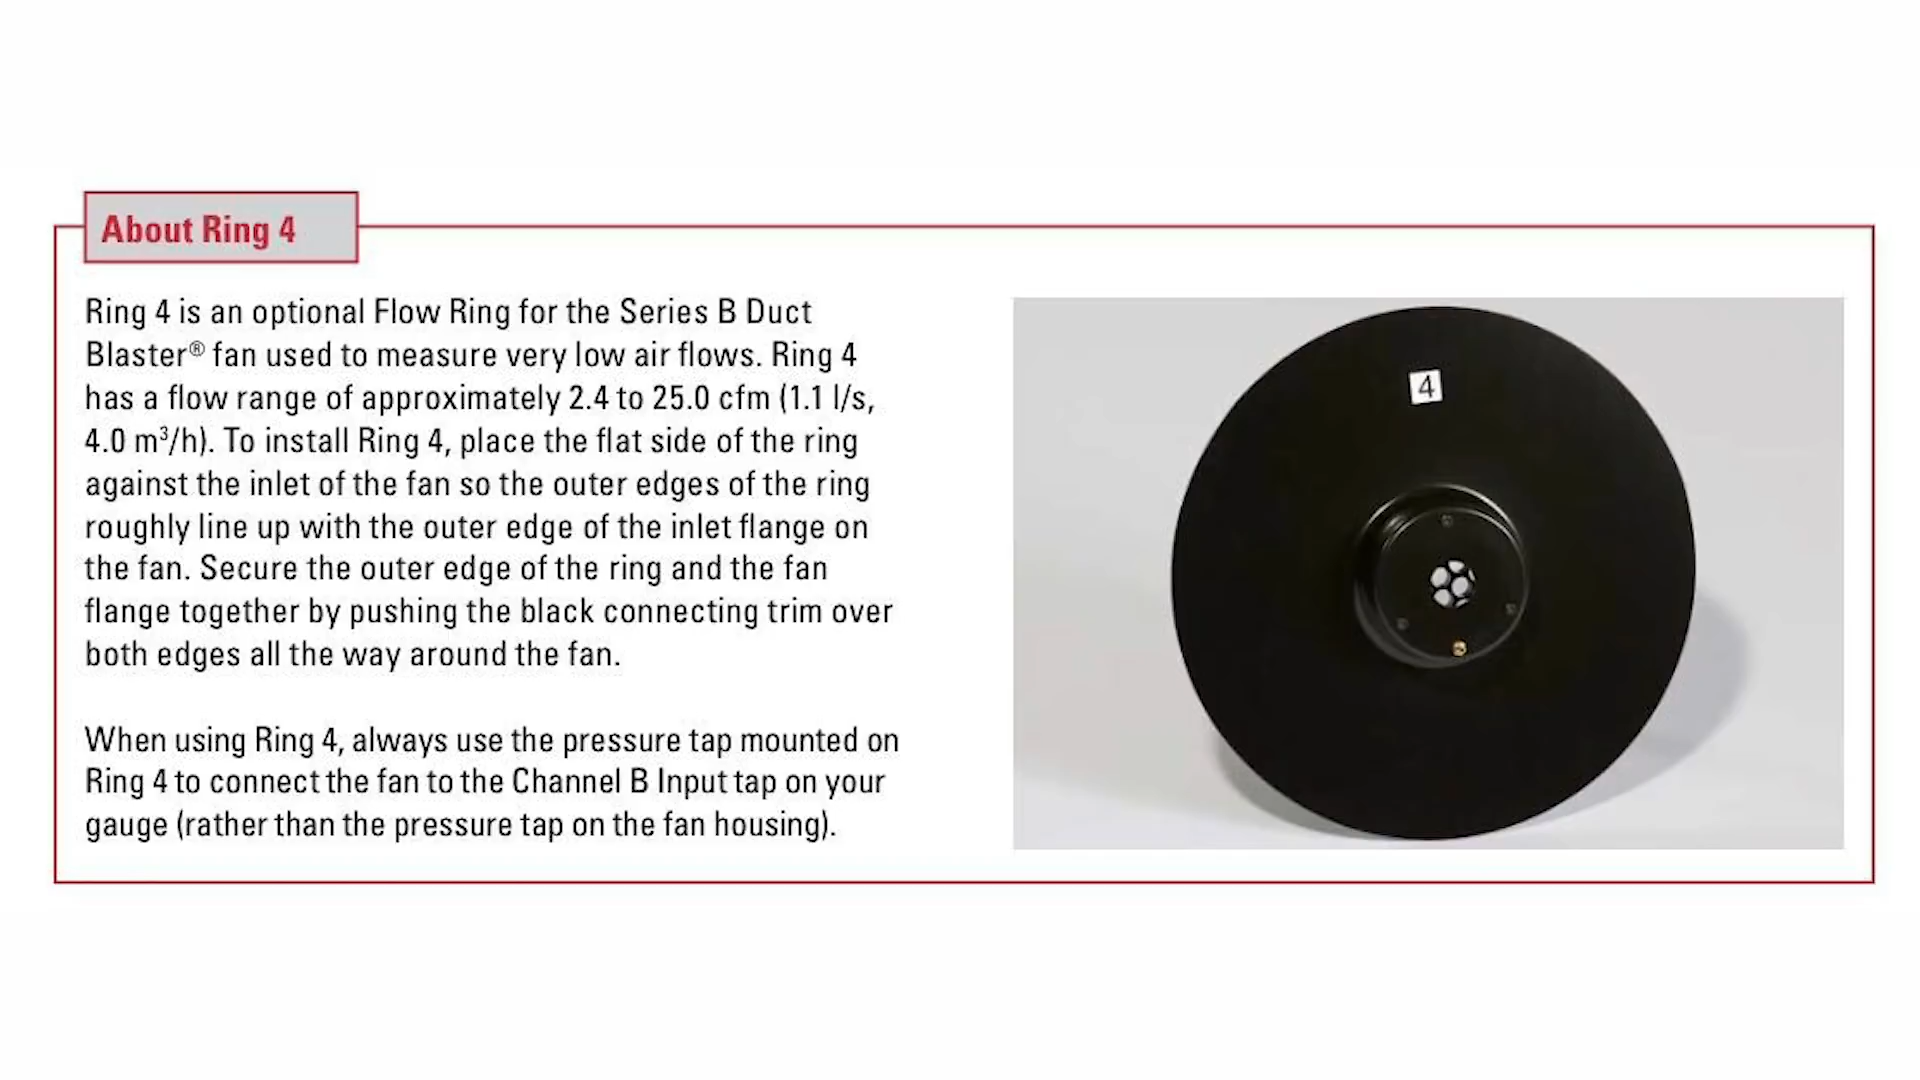 About Ring 4
Ring 4 is an optional Flow Ring for the Series B Duct
Blaster® fan used to measure very low air flows. Ring 4
has a flow range of approximately 2.4 to 25.0 cfm (1.1 l/s,
4.0 m³/h). To install Ring 4, place the flat side of the ring
against the inlet of the fan so the outer edges of the ring
roughly line up with the outer edge of the inlet flange on
the fan. Secure the outer edge of the ring and the fan
flange together by pushing the black connecting trim over
both edges all the way around the fan.
When using Ring 4, always use the pressure tap mounted on
Ring 4 to connect the fan to the Channel B Input tap on your
gauge (rather than the pressure tap on the fan housing).
4